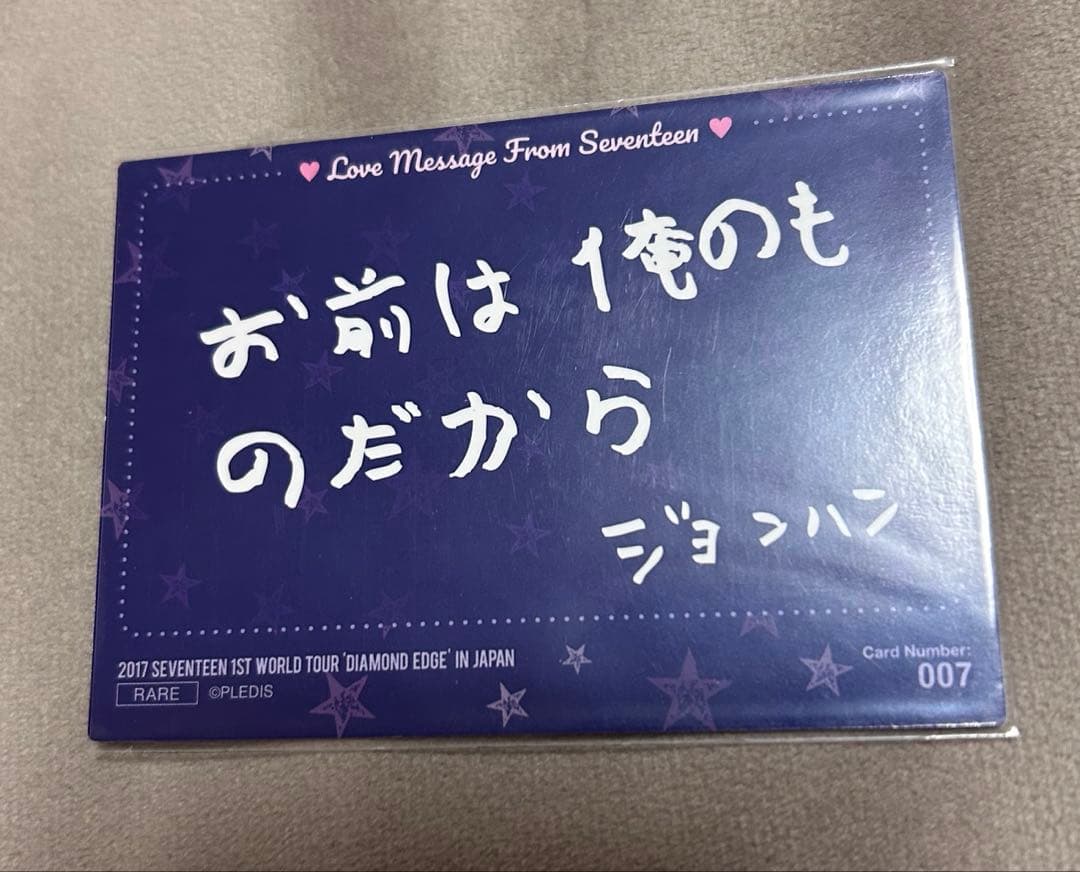 ♥ Love Message From Seventeen ♥
お前は 俺のも
のだから
ジョンハン
2017 SEVENTEEN 1ST WORLD TOUR 'DIAMOND EDGE' IN JAPAN
RARE ©PLEDIS
Card Number:
007